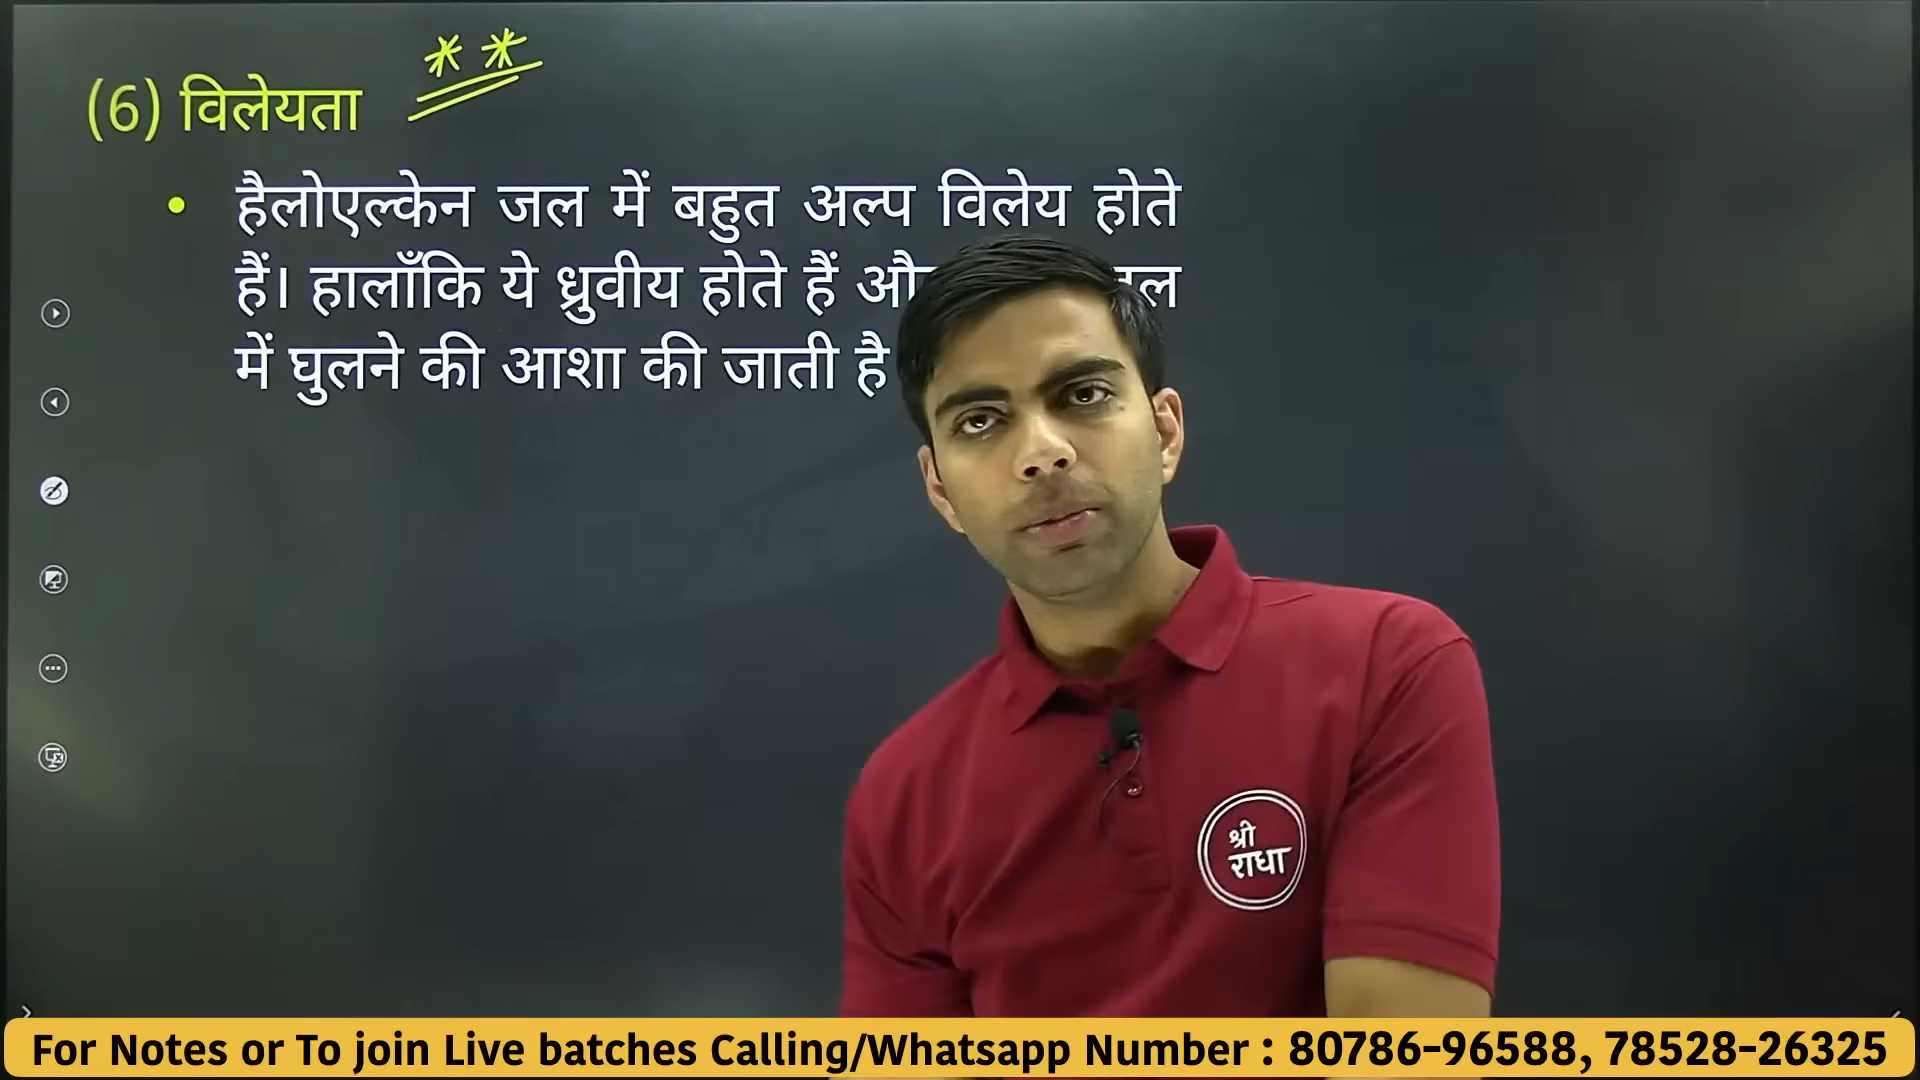 (6) विलेयता
**
• हैलोएल्केन जल में बहुत अल्प विलेय होते
हैं। हालाँकि ये ध्रुवीय होते हैं
में घुलने की आशा की जाती है
श्री
राधा
For Notes or To join Live batches Calling/Whatsapp Number : 80786-96588, 78528-26325